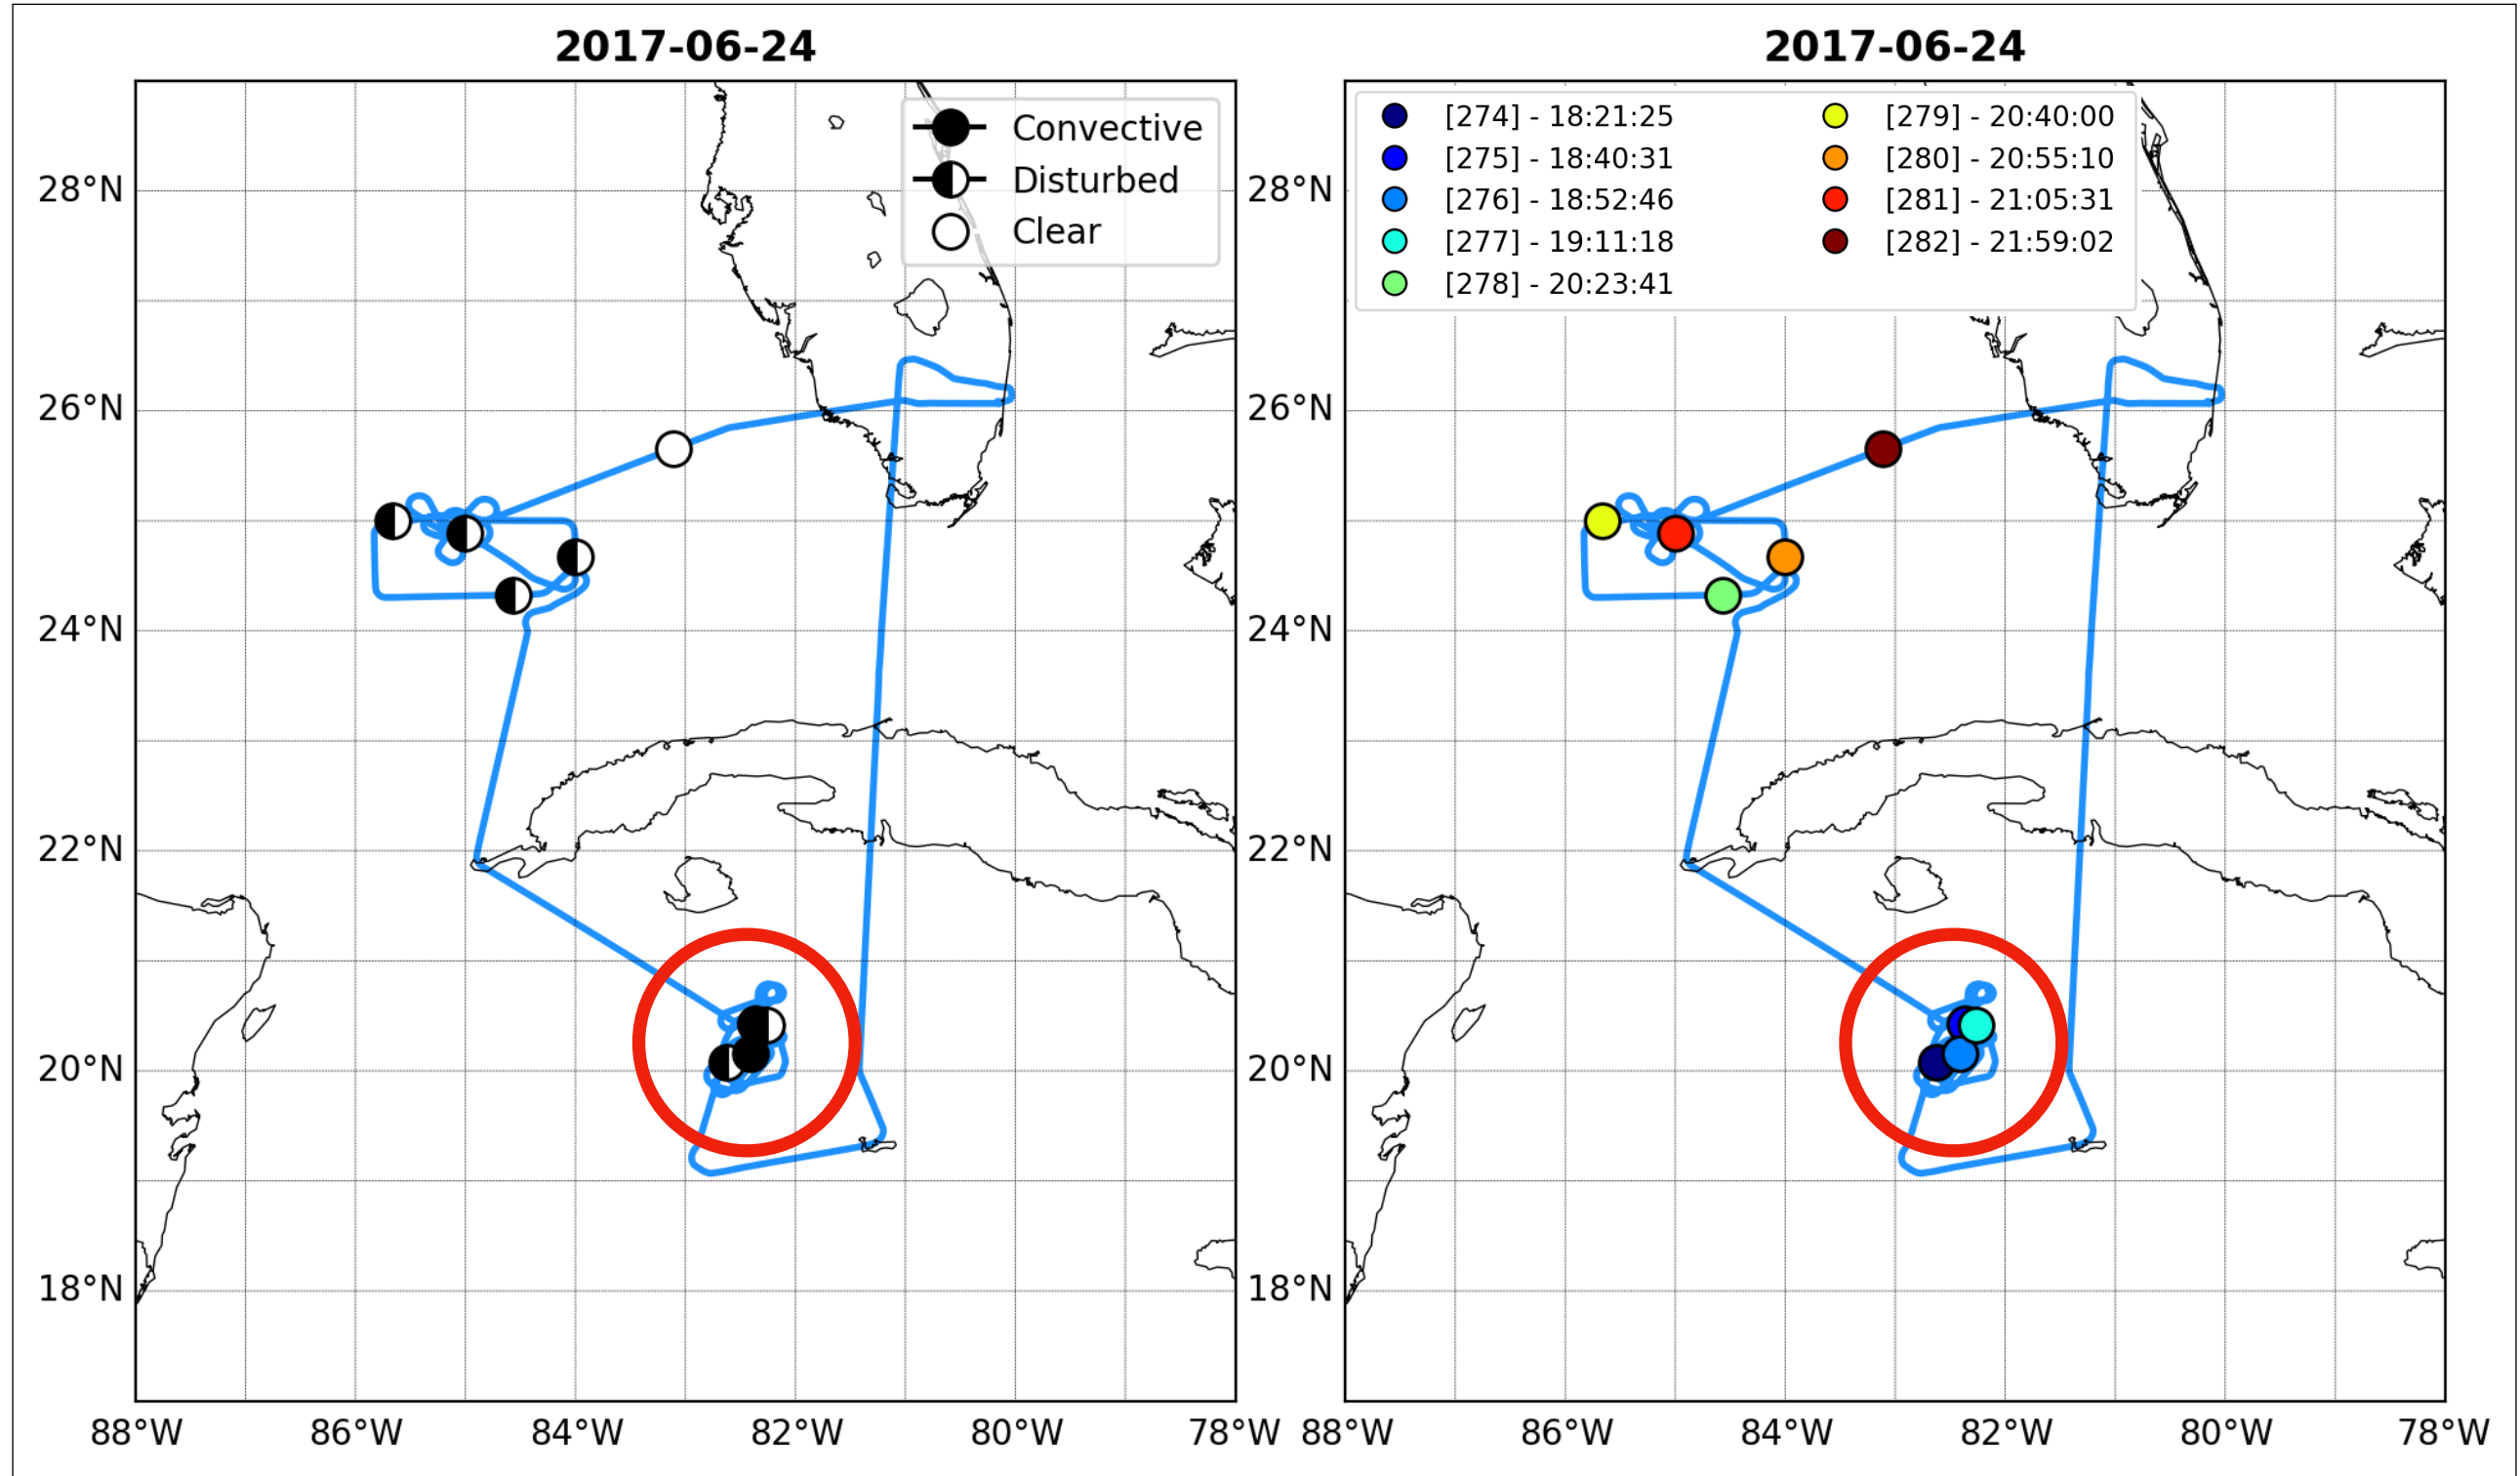 2017-06-24
Convective
Disturbed
Clear
28°N
26°N
24°N
22°N
20°N
18°N
88°W 86°W 84°W 82°W 80°W 78°W
2017-06-24
[274] - 18:21:25
[275] - 18:40:31
[276] - 18:52:46
[277] - 19:11:18
[278] - 20:23:41
[279] - 20:40:00
[280] - 20:55:10
[281] - 21:05:31
[282] - 21:59:02
28°N
26°N
24°N
22°N
20°N
18°N
88°W 86°W 84°W 82°W 80°W 78°W